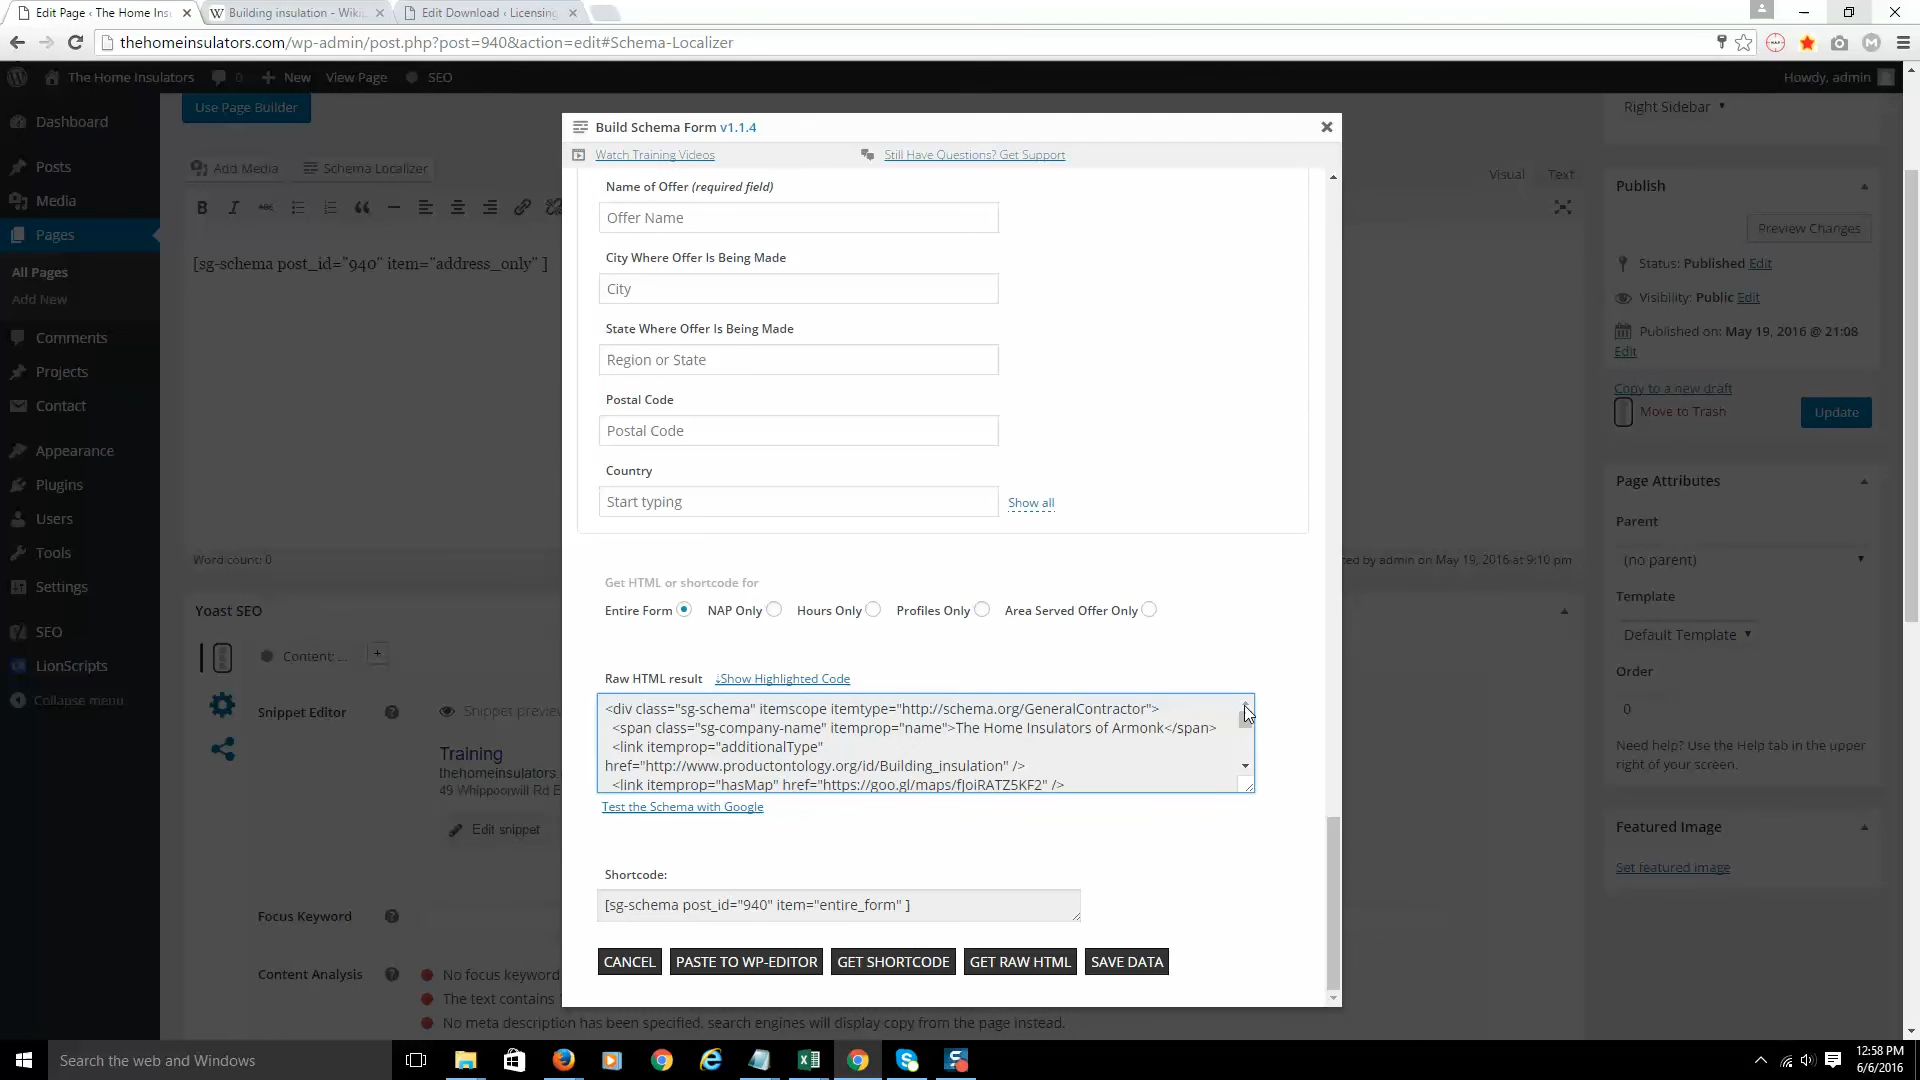 Edit Page ‹ The Home Ins
Building insulation - Wiki
Edit Download ‹ Licensing
thehomeinsulators.com/wp-admin/post.php?post=940&action=edit#Schema-Localizer
The Home Insulators
0
New
View Page
SEO
Howdy, admin
Dashboard
Posts
Media
Pages
All Pages
Add New
Comments
Projects
Contact
Appearance
Plugins
Users
Tools
Settings
SEO
LionScripts
Collapse menu
Use Page Builder
Add Media
Schema Localizer
Visual
Text
B
I
ABC
[sg-schema post_id="940" item="address_only" ]
Word count: 0
ed by admin on May 19, 2016 at 9:10 pm
Yoast SEO
Content: ...
+
Snippet Editor
Snippet preview
Training
thehomeinsulators.
49 Whippoorwill Rd E
Edit snippet
Focus Keyword
Content Analysis
No focus keyword
The text contains
No meta description has been specified, search engines will display copy from the page instead.
Build Schema Form v1.1.4
Watch Training Videos
Still Have Questions? Get Support
Name of Offer (required field)
Offer Name
City Where Offer Is Being Made
City
State Where Offer Is Being Made
Region or State
Postal Code
Postal Code
Country
Start typing
Show all
Get HTML or shortcode for
Entire Form
NAP Only
Hours Only
Profiles Only
Area Served Offer Only
Raw HTML result
↓Show Highlighted Code
<div class="sg-schema" itemscope itemtype="http://schema.org/GeneralContractor">
<span class="sg-company-name" itemprop="name">The Home Insulators of Armonk</span>
<link itemprop="additionalType"
href="http://www.productontology.org/id/Building_insulation" />
<link itemprop="hasMap" href="https://goo.gl/maps/fJoiRATZ5KF2" />
Test the Schema with Google
Shortcode:
[sg-schema post_id="940" item="entire_form" ]
CANCEL
PASTE TO WP-EDITOR
GET SHORTCODE
GET RAW HTML
SAVE DATA
Right Sidebar
Publish
Preview Changes
Status: Published Edit
Visibility: Public Edit
Published on: May 19, 2016 @ 21:08
Edit
Copy to a new draft
Move to Trash
Update
Page Attributes
Parent
(no parent)
Template
Default Template
Order
0
Need help? Use the Help tab in the
upper right of your screen.
Featured Image
Set featured image
Search the web and Windows
12:58 PM
6/6/2016